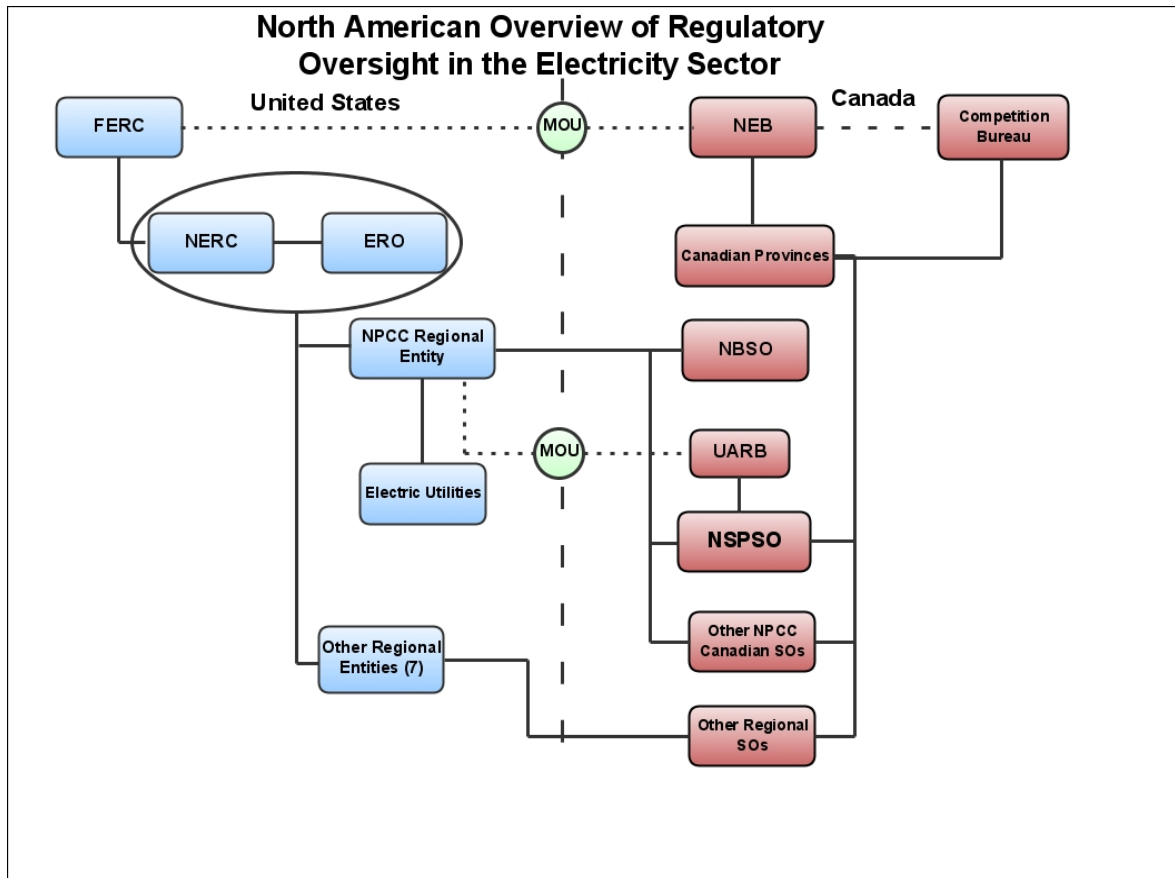 North American Overview of Regulatory
Oversight in the Electricity Sector
United States
Canada
FERC
MOU
NEB
Competition
Bureau
NERC
ERO
Canadian Provinces
NPCC Regional
Entity
NBSO
MOU
UARB
Electric Utilities
NSPSO
Other NPCC
Canadian SOs
Other Regional
Entities (7)
Other Regional
SOs